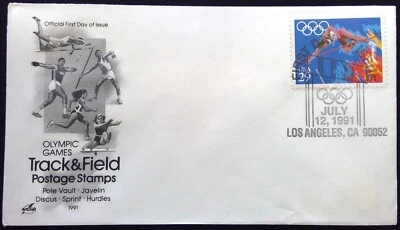 Official First Day of Issue
OLYMPIC
GAMES
Track & Field
Postage Stamps
Pole Vault · Javelin
Discus · Sprint · Hurdles
1991
29
JULY
12, 1991
LOS ANGELES, CA 90052